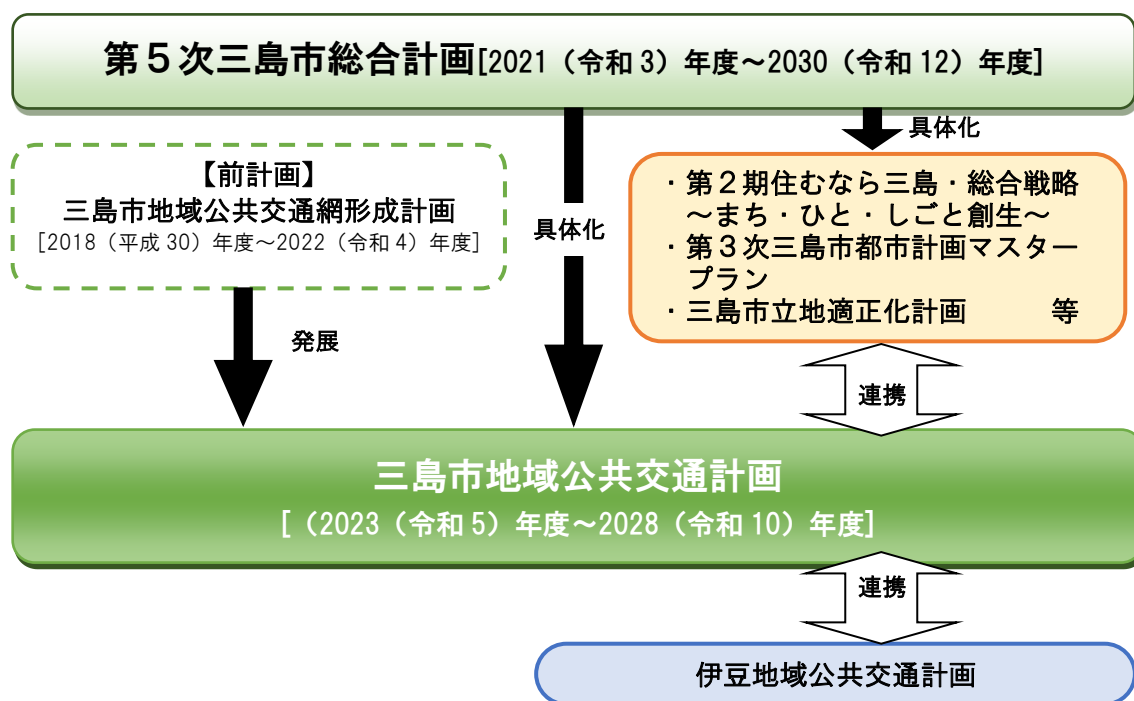 第５次三島市総合計画[2021（令和3）年度～2030（令和12）年度]
具体化
【前計画】
三島市地域公共交通網形成計画
[2018（平成30）年度～2022（令和4）年度]
具体化
・第２期住むなら三島・総合戦略
～まち・ひと・しごと創生～
・第３次三島市都市計画マスター
プラン
・三島市立地適正化計画　　　等
発展
連携
三島市地域公共交通計画
[（2023（令和5）年度～2028（令和10）年度]
連携
伊豆地域公共交通計画